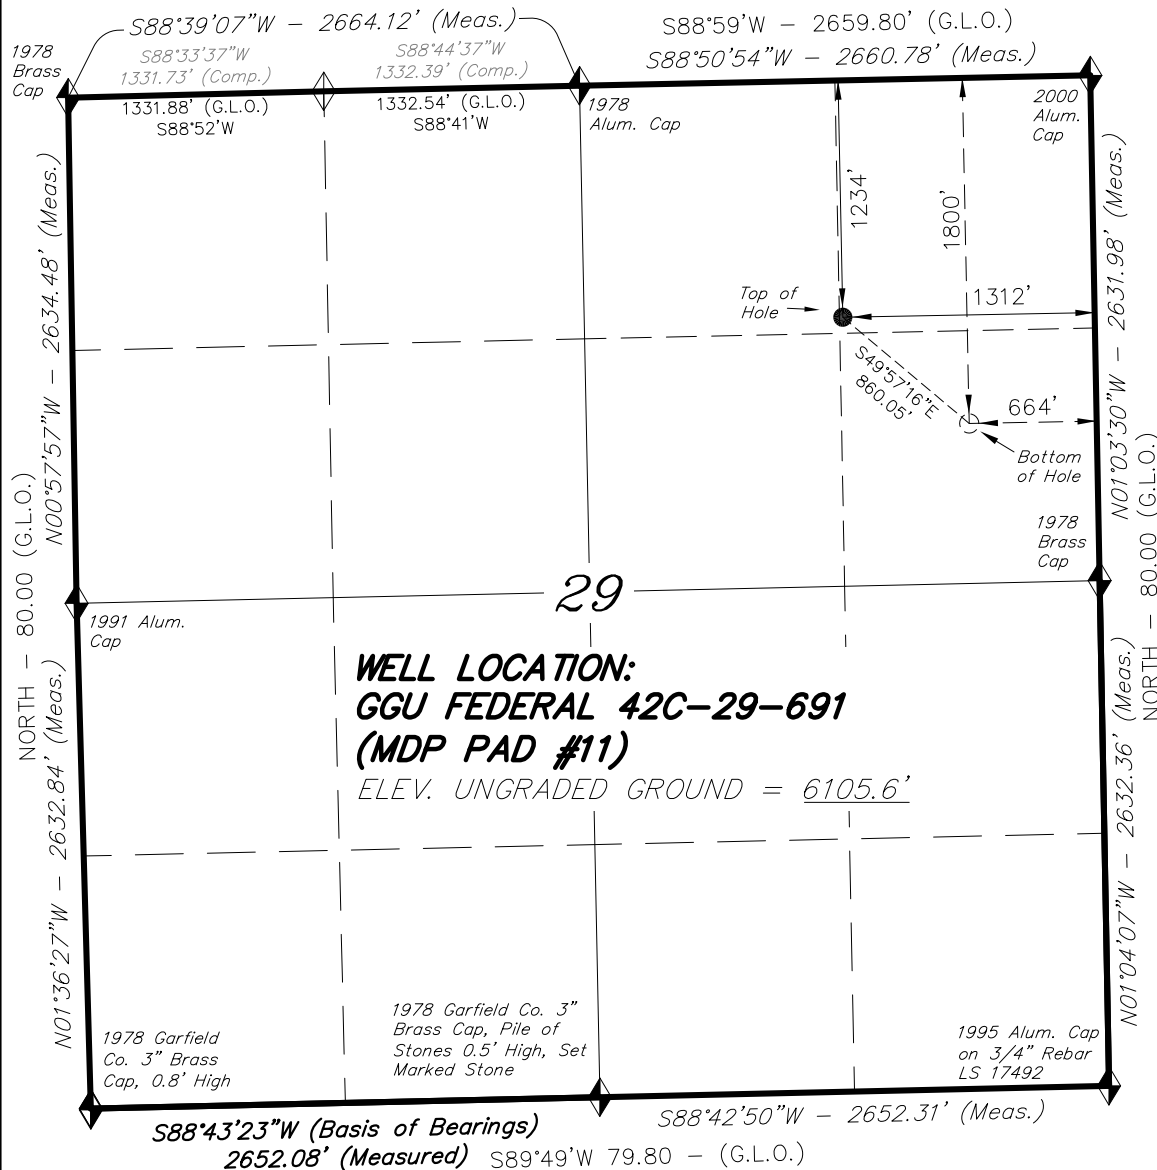 S88°39'07"W - 2664.12' (Meas.)
S88°59'W - 2659.80' (G.L.O.)
S88°50'54"W - 2660.78' (Meas.)
1978
Brass
Cap
S88°33'37"W
1331.73' (Comp.)
S88°44'37"W
1332.39' (Comp.)
1331.88' (G.L.O.)
S88°52'W
1332.54' (G.L.O.)
S88°41'W
1978
Alum. Cap
2000
Alum.
Cap
N00°57'57"W - 2634.48' (Meas.)
NORTH - 80.00 (G.L.O.)
1234'
1800'
1312'
Top of
Hole
S49°57'16"E
860.05'
664'
Bottom
of Hole
N01°03'30"W - 2631.98' (Meas.)
NORTH - 80.00 (G.L.O.)
1978
Brass
Cap
29
1991 Alum.
Cap
WELL LOCATION:
GGU FEDERAL 42C-29-691
(MDP PAD #11)
ELEV. UNGRADED GROUND = 6105.6'
N01°36'27"W - 2632.84' (Meas.)
N01°04'07"W - 2632.36' (Meas.)
1978 Garfield
Co. 3" Brass
Cap, 0.8' High
1978 Garfield Co. 3"
Brass Cap, Pile of
Stones 0.5' High, Set
Marked Stone
1995 Alum. Cap
on 3/4" Rebar
LS 17492
S88°43'23"W (Basis of Bearings)
2652.08' (Measured)
S88°42'50"W - 2652.31' (Meas.)
S89°49'W 79.80 - (G.L.O.)